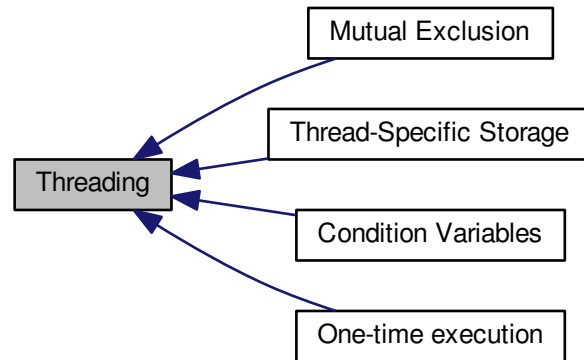 Mutual Exclusion
Thread-Specific Storage
Threading
Condition Variables
One-time execution